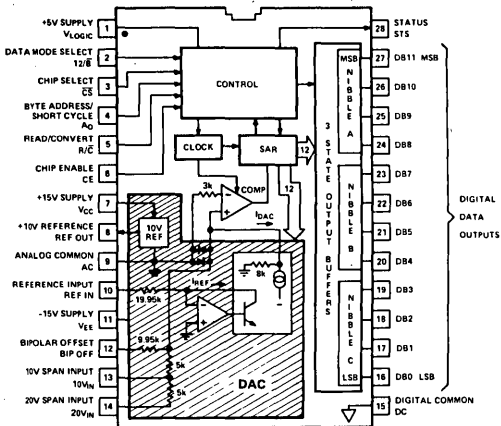 +5V SUPPLY
VLOGIC
1
DATA MODE SELECT
12/8̅
2
CHIP SELECT
C̅S̅
3
BYTE ADDRESS/
SHORT CYCLE
AO
4
READ/CONVERT
R/C̅
5
CHIP ENABLE
CE
6
+15V SUPPLY
VCC
7
+10V REFERENCE
REF OUT
8
ANALOG COMMON
AC
9
REFERENCE INPUT
REF IN
10
-15V SUPPLY
VEE
11
BIPOLAR OFFSET
BIP OFF
12
10V SPAN INPUT
10VIN
13
20V SPAN INPUT
20VIN
14
CONTROL
CLOCK
SAR
12
12
3k
COMP
IDAC
10V
REF
8k
IREF
19.95k
9.95k
5k
5k
DAC
3 STATE OUTPUT BUFFERS
MSB
NIBBLE A
NIBBLE B
NIBBLE C
LSB
28
STATUS
STS
27
DB11 MSB
26
DB10
25
DB9
24
DB8
23
DB7
22
DB6
21
DB5
20
DB4
19
DB3
18
DB2
17
DB1
16
DB0 LSB
15
DIGITAL COMMON
DC
DIGITAL
DATA
OUTPUTS